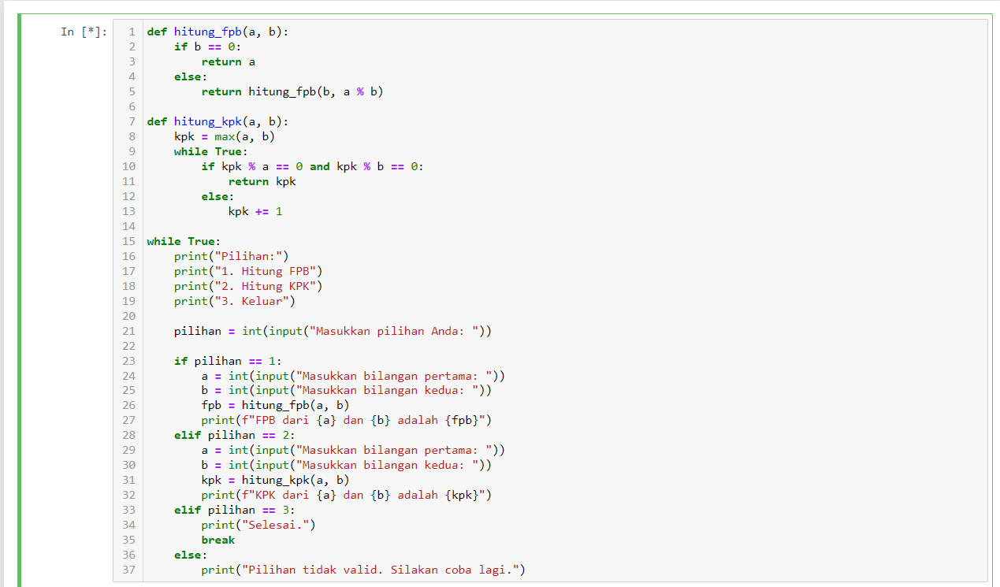 In [*]:
1 def hitung_fpb(a, b):
2     if b == 0:
3         return a
4     else:
5         return hitung_fpb(b, a % b)
6
7 def hitung_kpk(a, b):
8     kpk = max(a, b)
9     while True:
10         if kpk % a == 0 and kpk % b == 0:
11             return kpk
12         else:
13             kpk += 1
14
15 while True:
16     print("Pilihan:")
17     print("1. Hitung FPB")
18     print("2. Hitung KPK")
19     print("3. Keluar")
20
21     pilihan = int(input("Masukkan pilihan Anda: "))
22
23     if pilihan == 1:
24         a = int(input("Masukkan bilangan pertama: "))
25         b = int(input("Masukkan bilangan kedua: "))
26         fpb = hitung_fpb(a, b)
27         print(f"FPB dari {a} dan {b} adalah {fpb}")
28     elif pilihan == 2:
29         a = int(input("Masukkan bilangan pertama: "))
30         b = int(input("Masukkan bilangan kedua: "))
31         kpk = hitung_kpk(a, b)
32         print(f"KPK dari {a} dan {b} adalah {kpk}")
33     elif pilihan == 3:
34         print("Selesai.")
35         break
36     else:
37         print("Pilihan tidak valid. Silakan coba lagi.")